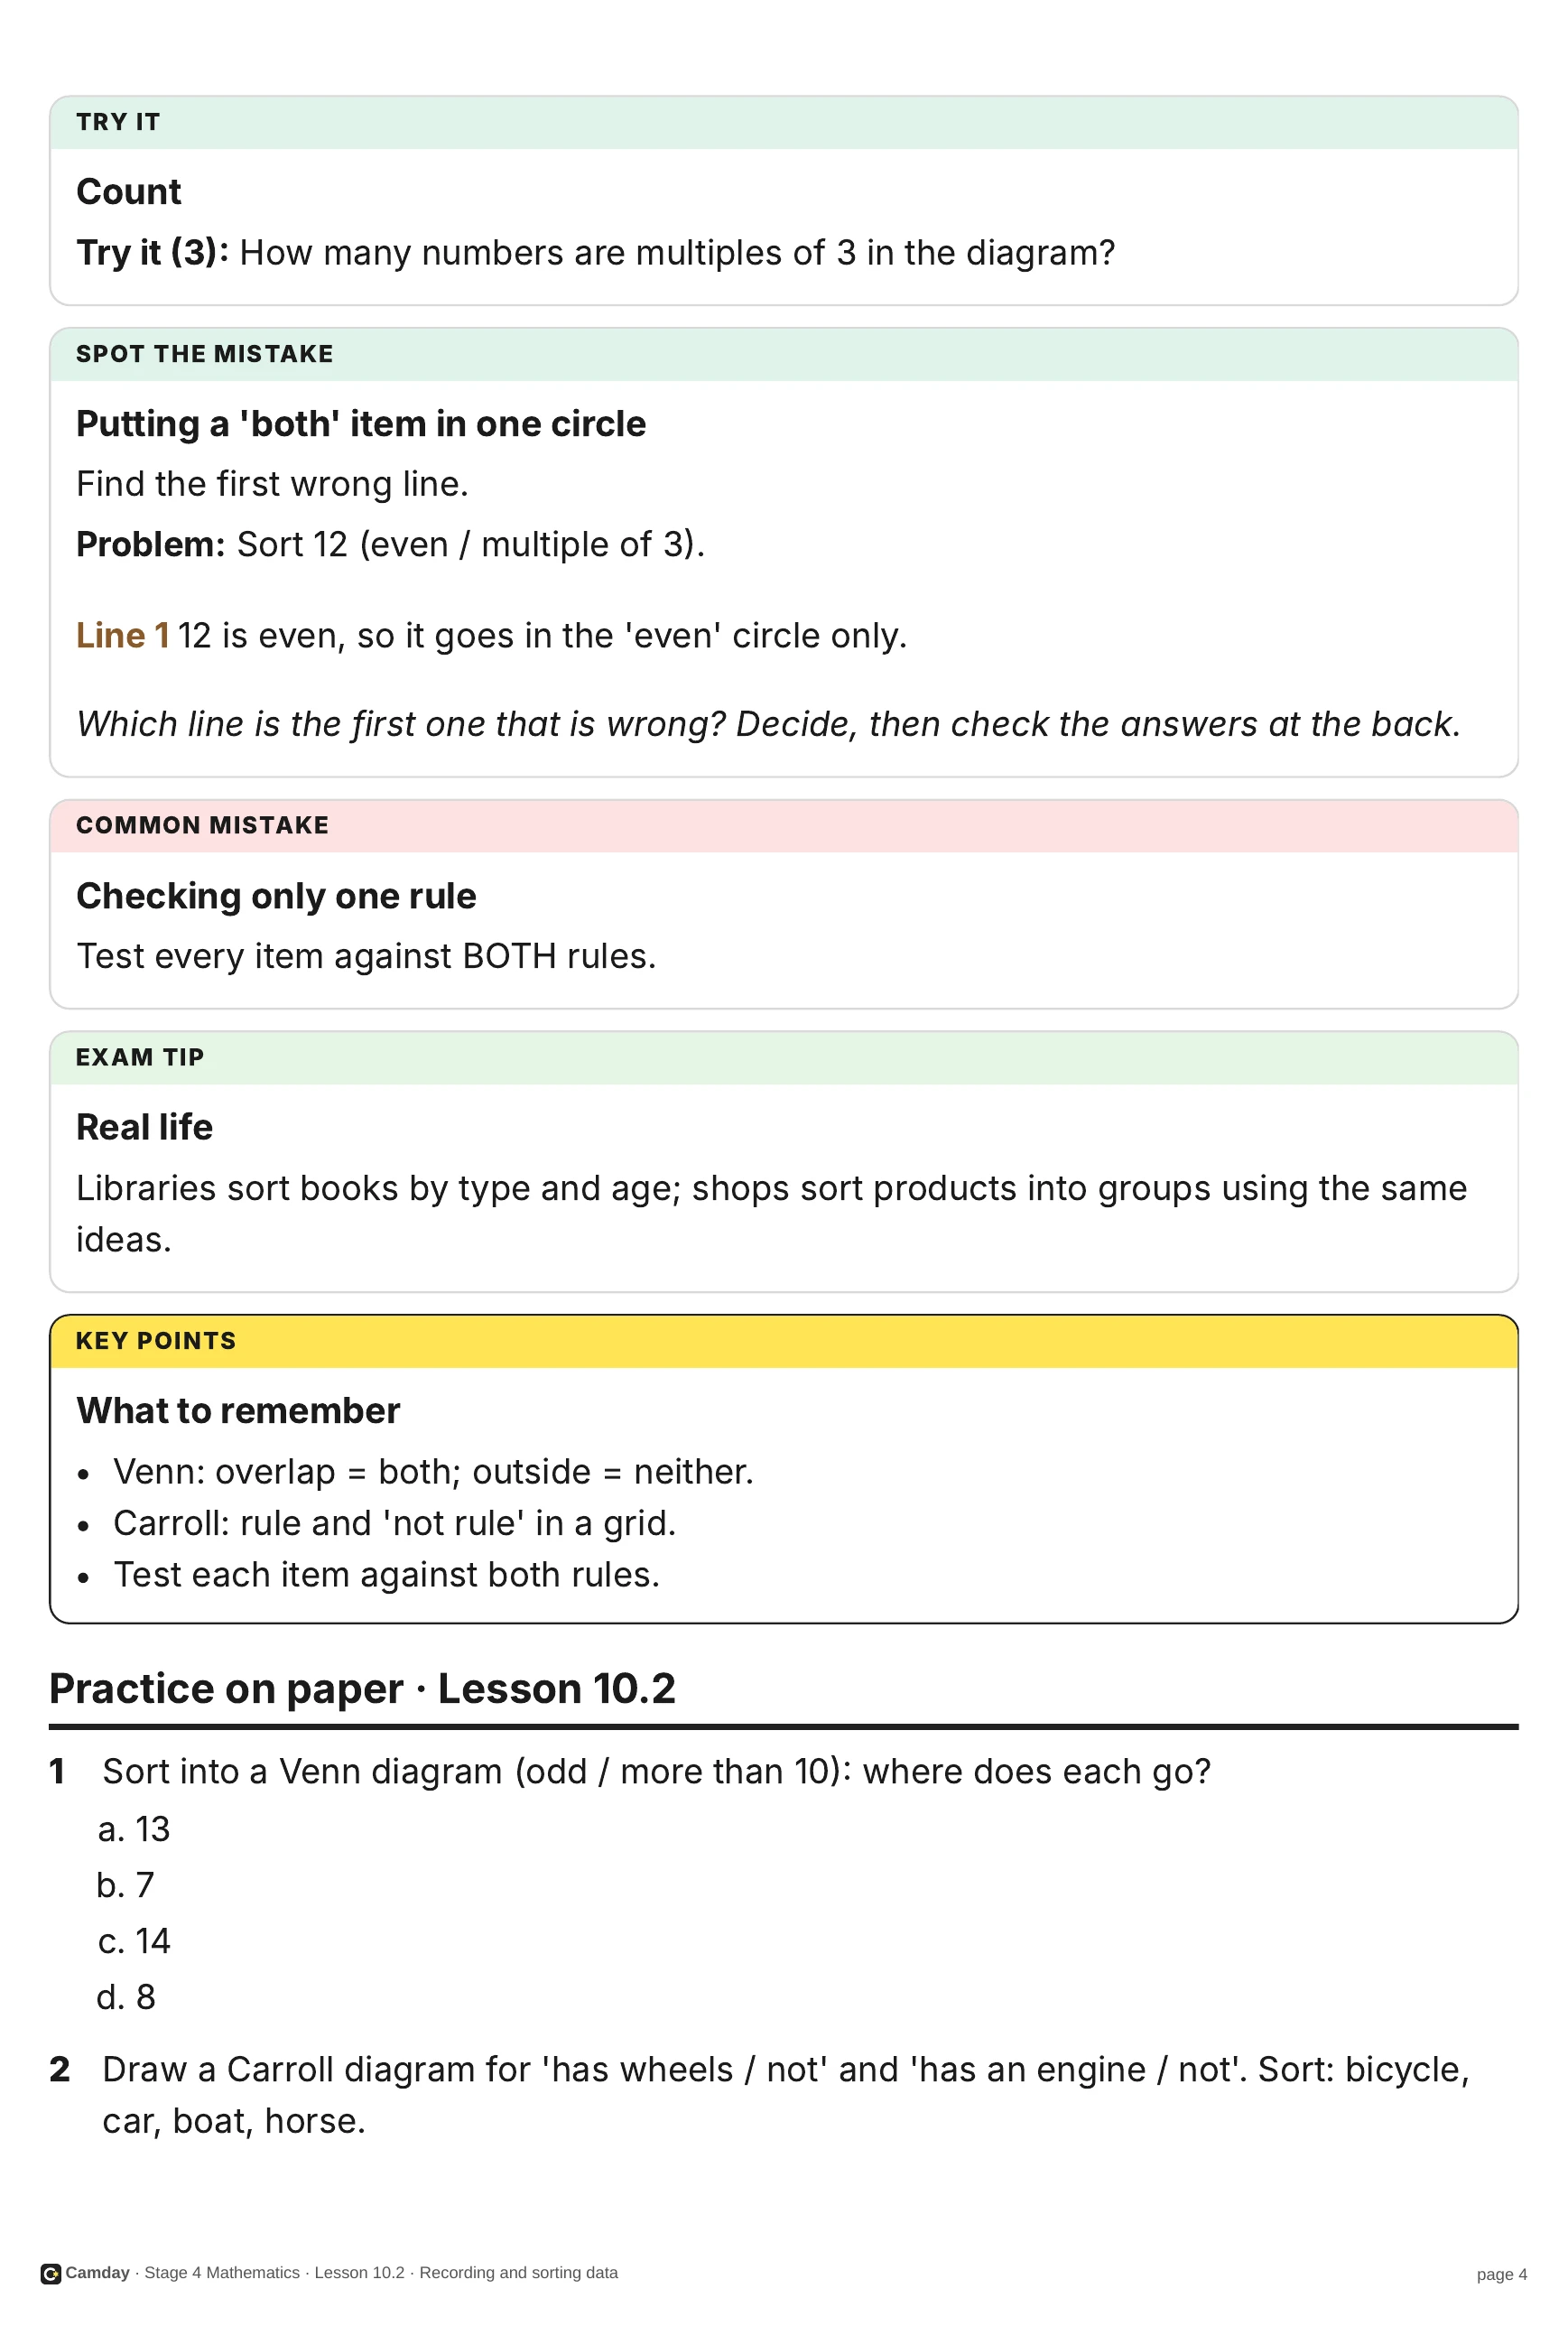 TRY IT
Count
Try it (3): How many numbers are multiples of 3 in the diagram?
SPOT THE MISTAKE
Putting a 'both' item in one circle
Find the first wrong line.
Problem: Sort 12 (even / multiple of 3).
Line 1 12 is even, so it goes in the 'even' circle only.
Which line is the first one that is wrong? Decide, then check the answers at the back.
COMMON MISTAKE
Checking only one rule
Test every item against BOTH rules.
EXAM TIP
Real life
Libraries sort books by type and age; shops sort products into groups using the same
ideas.
KEY POINTS
What to remember
• Venn: overlap = both; outside = neither.
• Carroll: rule and 'not rule' in a grid.
• Test each item against both rules.
Practice on paper · Lesson 10.2
1 Sort into a Venn diagram (odd / more than 10): where does each go?
a. 13
b. 7
c. 14
d. 8
2 Draw a Carroll diagram for 'has wheels / not' and 'has an engine / not'. Sort: bicycle,
car, boat, horse.
Camday · Stage 4 Mathematics · Lesson 10.2 · Recording and sorting data
page 4